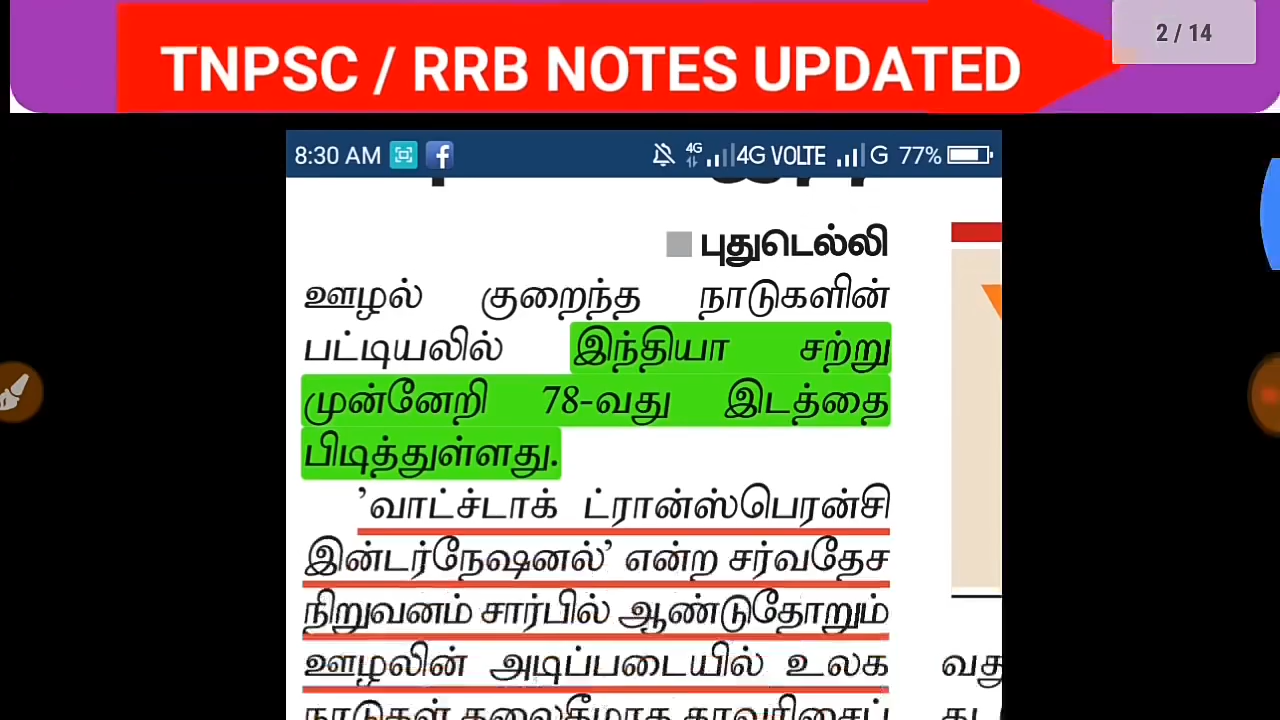 TNPSC / RRB NOTES UPDATED
2 / 14
8:30 AM 4G 4G VOLTE G 77%
புதுடெல்லி
ஊழல் குறைந்த நாடுகளின்
பட்டியலில் இந்தியா சற்று
முன்னேறி 78-வது இடத்தை
பிடித்துள்ளது.
’வாட்ச்டாக் ட்ரான்ஸ்பெரன்சி
இன்டர்நேஷனல்’ என்ற சர்வதேச
நிறுவனம் சார்பில் ஆண்டுதோறும்
ஊழலின் அடிப்படையில் உலக